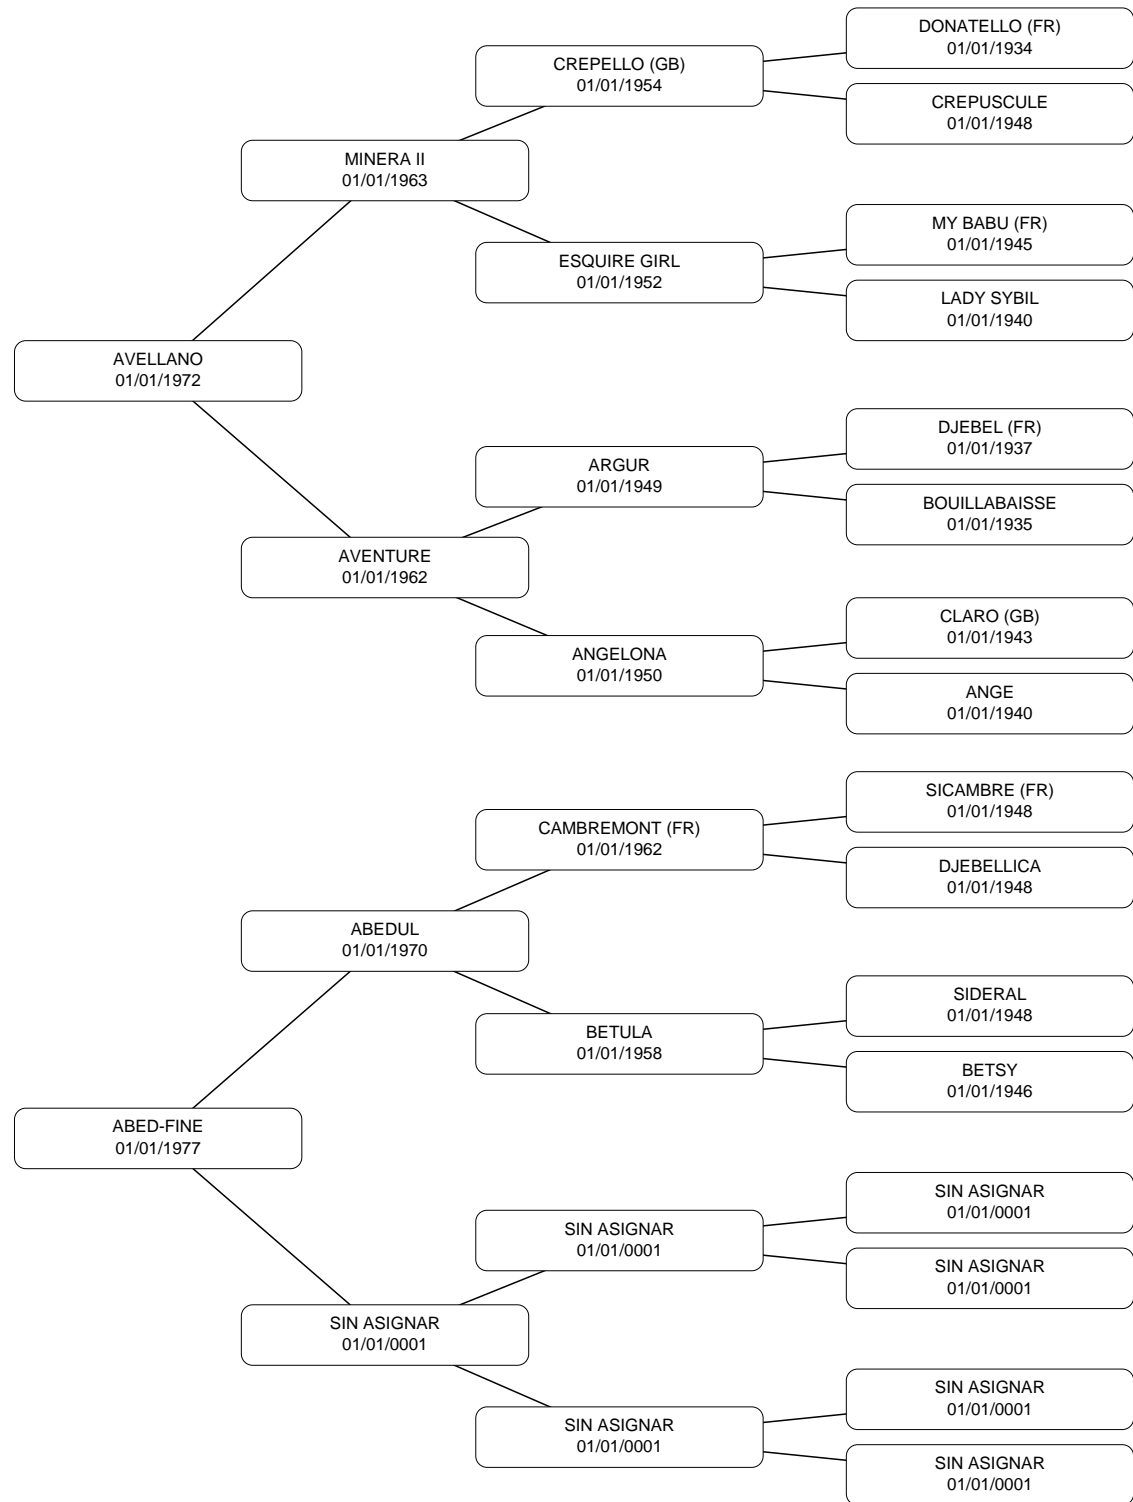 DONATELLO (FR)
01/01/1934
CREPELLO (GB)
01/01/1954
CREPUSCULE
01/01/1948
MINERA II
01/01/1963
MY BABU (FR)
01/01/1945
ESQUIRE GIRL
01/01/1952
LADY SYBIL
01/01/1940
AVELLANO
01/01/1972
DJEBEL (FR)
01/01/1937
ARGUR
01/01/1949
BOUILLABAISSE
01/01/1935
AVENTURE
01/01/1962
CLARO (GB)
01/01/1943
ANGELONA
01/01/1950
ANGE
01/01/1940
SICAMBRE (FR)
01/01/1948
CAMBREMONT (FR)
01/01/1962
DJEBELLICA
01/01/1948
ABEDUL
01/01/1970
SIDERAL
01/01/1948
BETULA
01/01/1958
BETSY
01/01/1946
ABED-FINE
01/01/1977
SIN ASIGNAR
01/01/0001
SIN ASIGNAR
01/01/0001
SIN ASIGNAR
01/01/0001
SIN ASIGNAR
01/01/0001
SIN ASIGNAR
01/01/0001
SIN ASIGNAR
01/01/0001
SIN ASIGNAR
01/01/0001